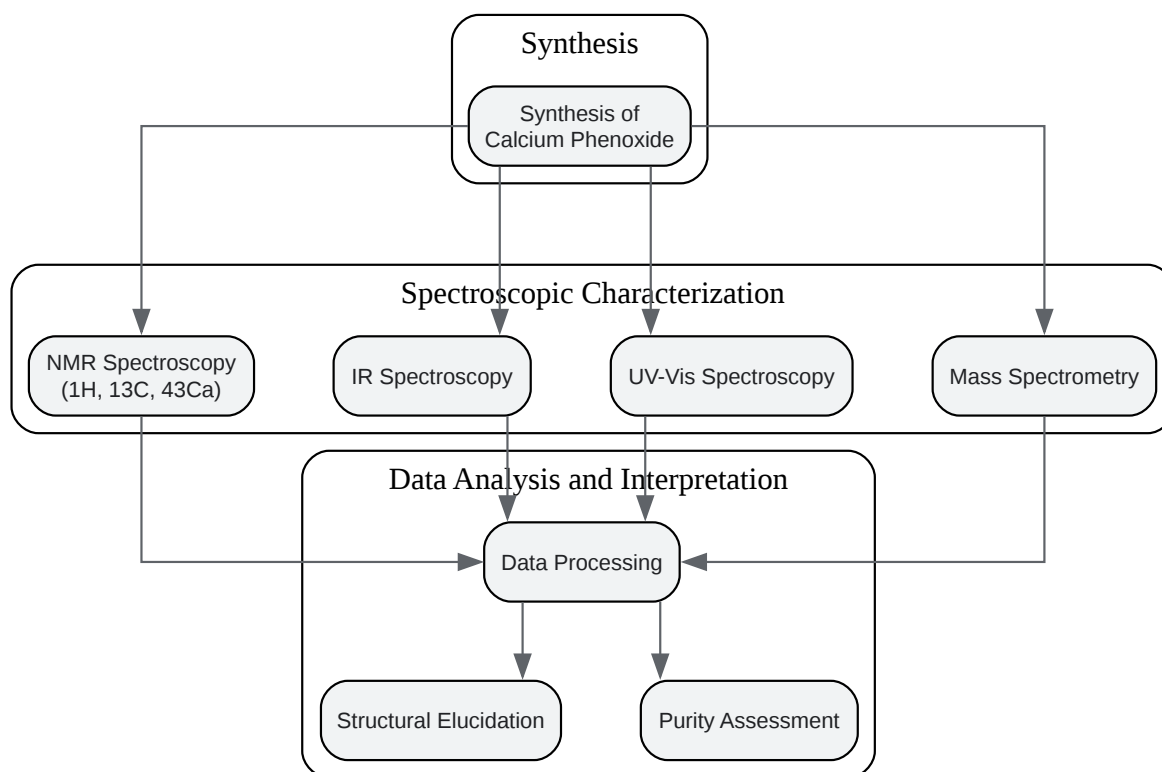 Synthesis
Synthesis of
Calcium Phenoxide
Spectroscopic Characterization
NMR Spectroscopy
(1H, 13C, 43Ca)
IR Spectroscopy
UV-Vis Spectroscopy
Mass Spectrometry
Data Analysis and Interpretation
Data Processing
Structural Elucidation
Purity Assessment